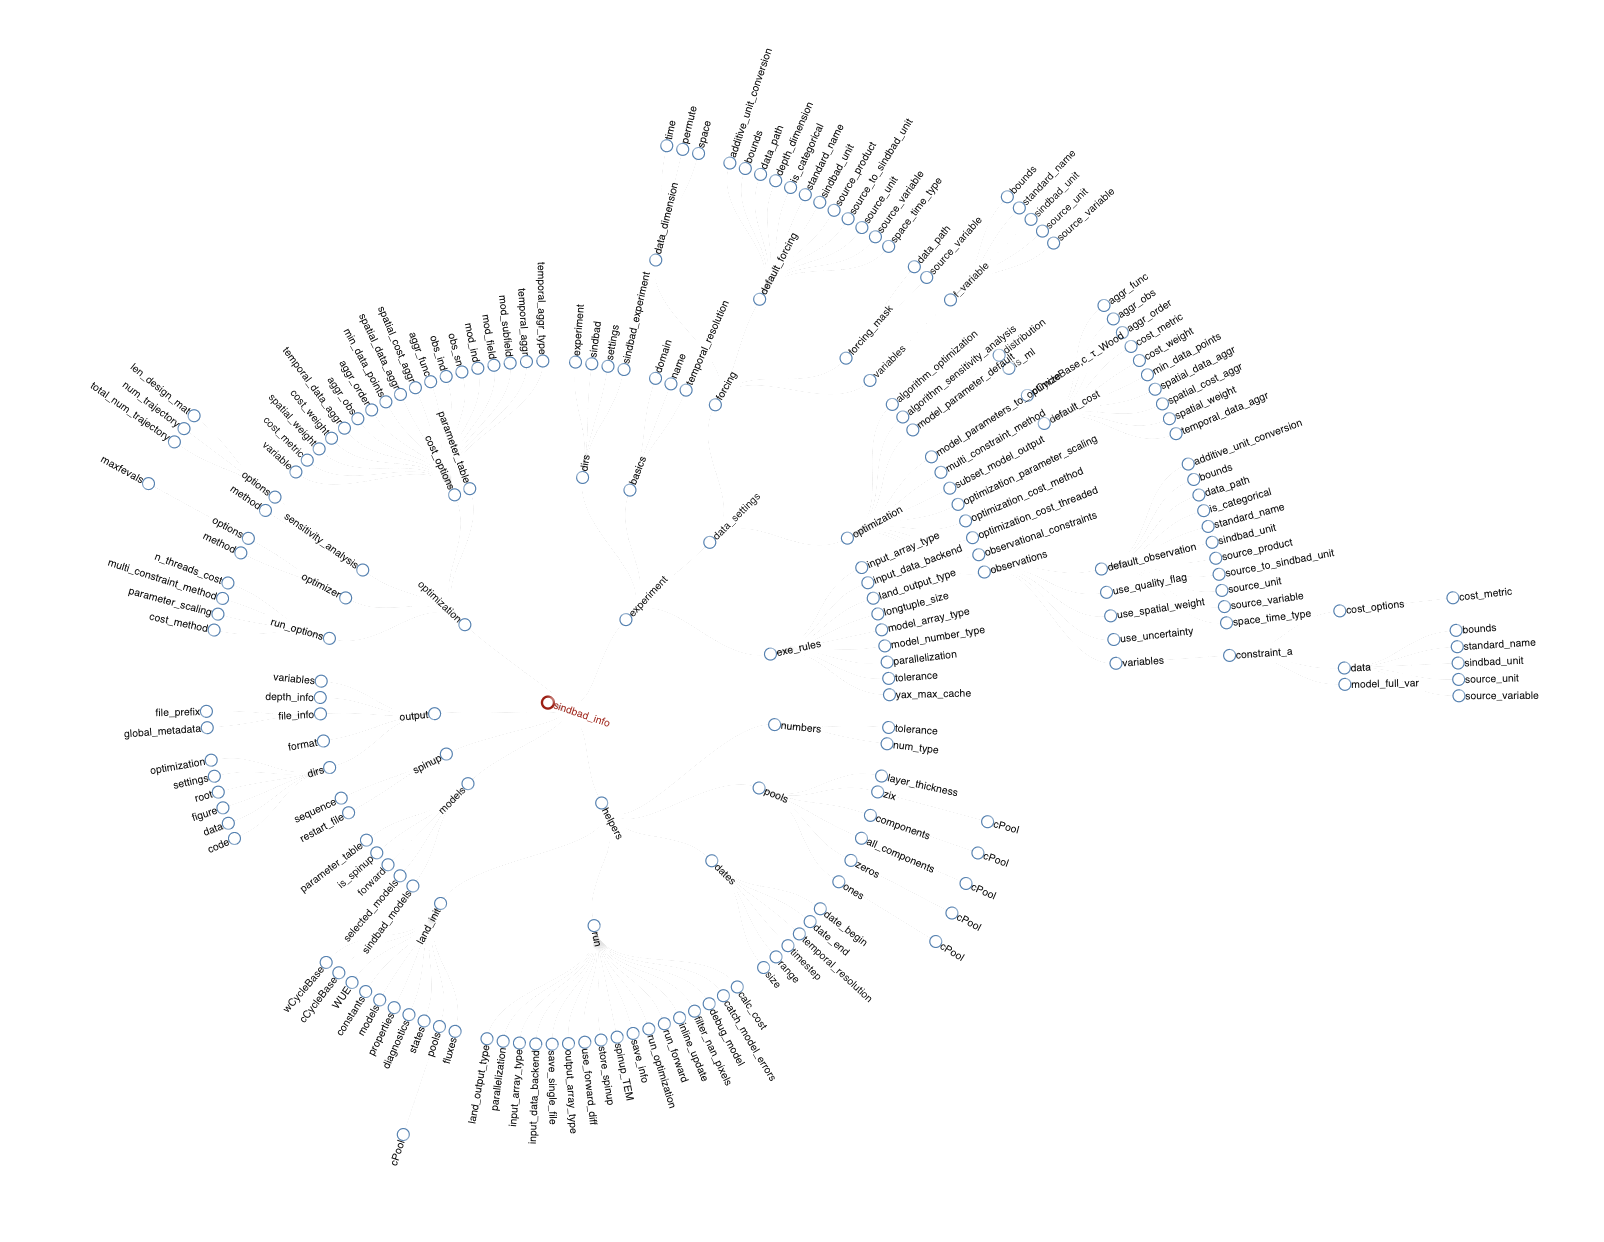 sindbad_info
experiment
dirs
experiment
sindbad
settings
sindbad_experiment
basics
domain
name
temporal_resolution
data_settings
forcing
data_dimension
time
permute
space
default_forcing
additive_unit_conversion
bounds
data_path
depth_dimension
is_categorical
standard_name
sindbad_unit
source_product
source_to_sindbad_unit
source_unit
source_variable
space_time_type
forcing_mask
data_path
source_variable
variables
f_variable
bounds
standard_name
sindbad_unit
source_unit
source_variable
optimization
algorithm_optimization
algorithm_sensitivity_analysis
model_parameter_default
distribution
is_ml
model_parameters_to_optimize
cCycleBase.c_τ_Wood
multi_constraint_method
subset_model_output
optimization_parameter_scaling
optimization_cost_method
optimization_cost_threaded
observational_constraints
observations
default_cost
aggr_func
aggr_obs
aggr_order
cost_metric
cost_weight
min_data_points
spatial_data_aggr
spatial_cost_aggr
spatial_weight
temporal_data_aggr
default_observation
additive_unit_conversion
bounds
data_path
is_categorical
standard_name
sindbad_unit
source_product
source_to_sindbad_unit
source_unit
source_variable
space_time_type
use_quality_flag
use_spatial_weight
use_uncertainty
variables
constraint_a
cost_options
cost_metric
data
bounds
standard_name
sindbad_unit
source_unit
source_variable
model_full_var
exe_rules
input_array_type
input_data_backend
land_output_type
longtuple_size
model_array_type
model_number_type
parallelization
tolerance
yax_max_cache
helpers
numbers
tolerance
num_type
pools
layer_thickness
cPool
zix
cPool
components
cPool
all_components
zeros
cPool
ones
cPool
dates
date_begin
date_end
temporal_resolution
timestep
range
size
run
calc_cost
catch_model_errors
debug_model
filter_nan_pixels
inline_update
run_forward
run_optimization
save_info
spinup_TEM
store_spinup
use_forward_diff
output_array_type
save_single_file
input_data_backend
input_array_type
parallelization
land_output_type
land_init
fluxes
pools
cPool
states
diagnostics
properties
models
constants
WUE
cCycleBase
wCycleBase
models
sindbad_models
selected_models
forward
is_spinup
parameter_table
spinup
restart_file
sequence
output
dirs
code
data
figure
root
settings
optimization
format
file_info
global_metadata
file_prefix
depth_info
variables
optimization
run_options
cost_method
parameter_scaling
multi_constraint_method
n_threads_cost
optimizer
method
options
maxfevals
sensitivity_analysis
method
options
total_num_trajectory
num_trajectory
len_design_mat
cost_options
variable
cost_metric
spatial_weight
cost_weight
temporal_data_aggr
aggr_obs
aggr_order
min_data_points
spatial_data_aggr
spatial_cost_aggr
aggr_func
obs_ind
obs_sn
mod_ind
mod_field
mod_subfield
temporal_aggr
temporal_aggr_type
parameter_table